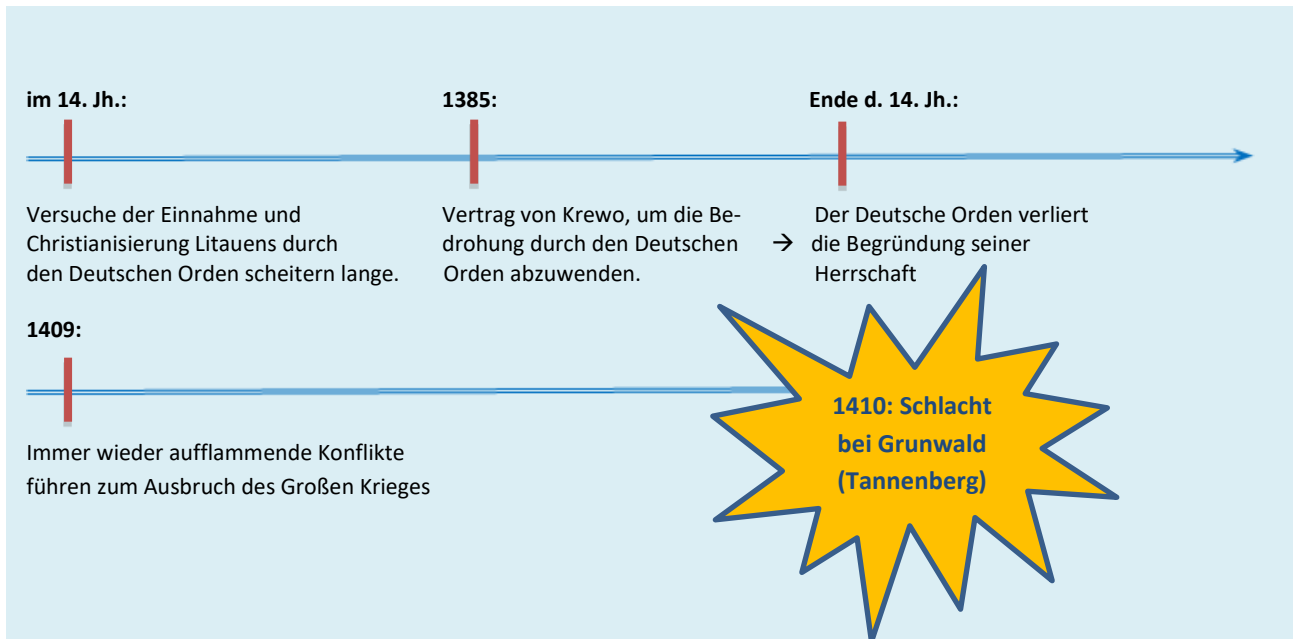 im 14. Jh.:
1385:
Ende d. 14. Jh.:
Versuche der Einnahme und
Christianisierung Litauens durch
den Deutschen Orden scheitern lange.
Vertrag von Krewo, um die Be-
drohung durch den Deutschen
Orden abzuwenden.
→
Der Deutsche Orden verliert
die Begründung seiner
Herrschaft
1409:
Immer wieder aufflammende Konflikte
führen zum Ausbruch des Großen Krieges
1410: Schlacht
bei Grunwald
(Tannenberg)